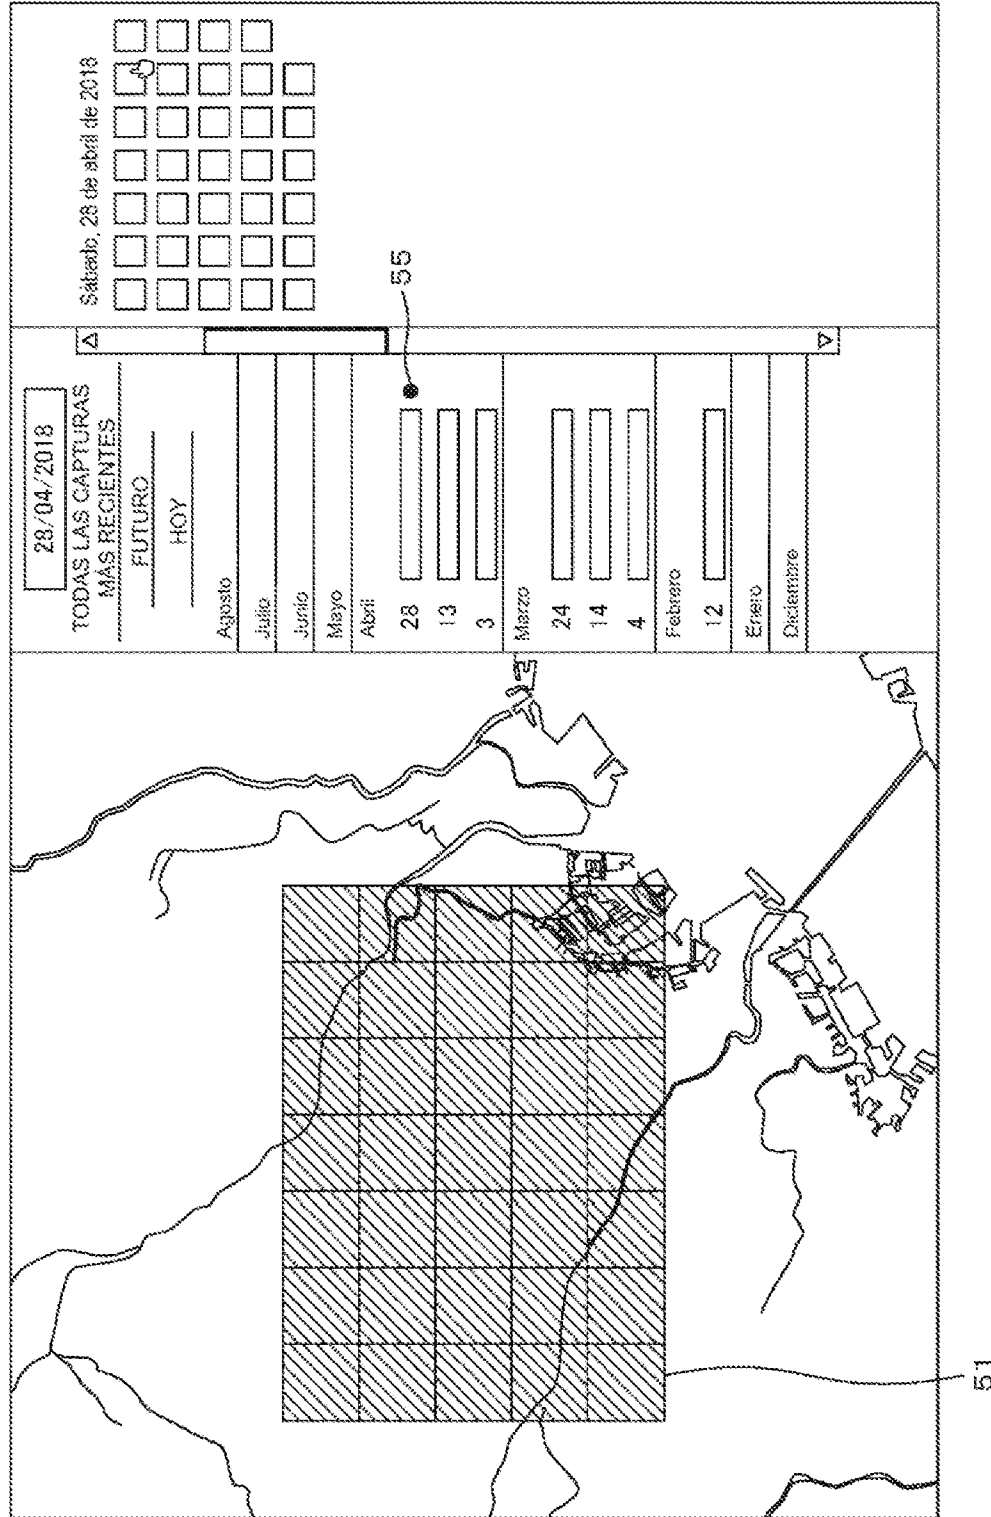 28/04/2018
TODAS LAS CAPTURAS
MÁS RECIENTES
FUTURO
HOY
Agosto
Julio
Junio
Mayo
Abril
28
13
3
Marzo
24
14
4
Febrero
12
Enero
Diciembre
Sábado, 28 de abril de 2018
55
51